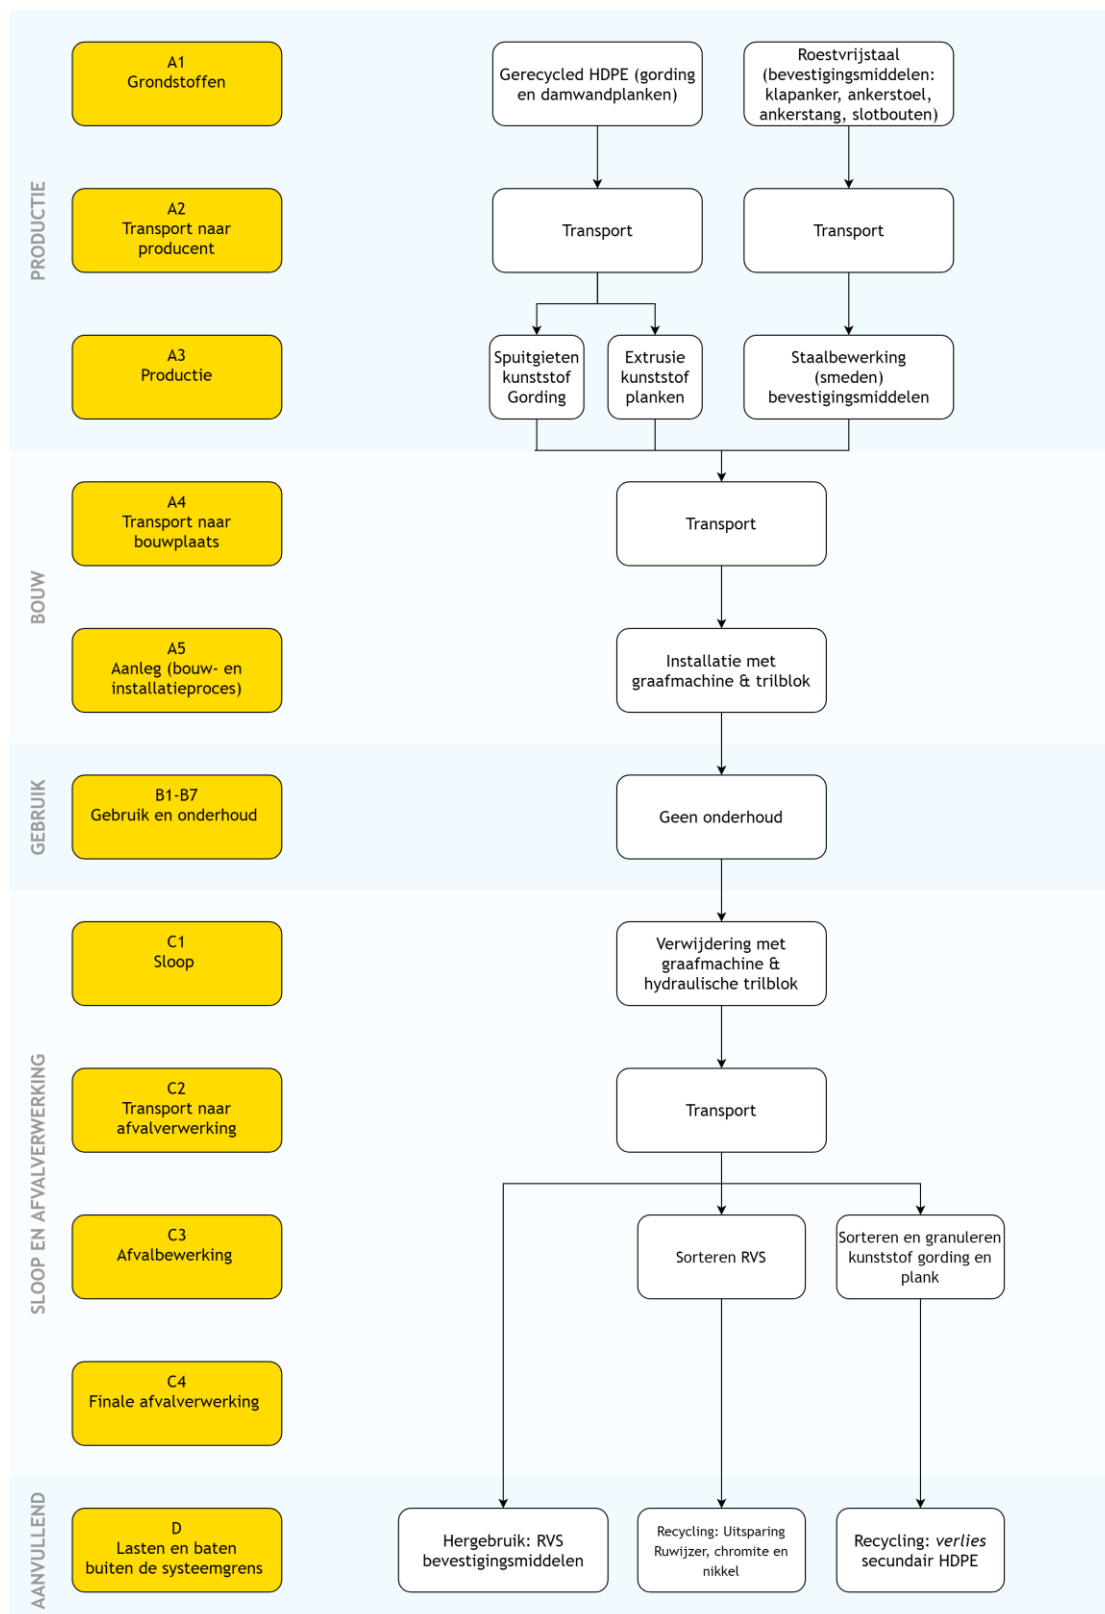 PRODUCTIE
A1
Grondstoffen
Gerecycled HDPE (gording
en damwandplanken)
Roestvrijstaal
(bevestigingsmiddelen:
klapanker, ankerstoel,
ankerstang, slotbouten)
A2
Transport naar
producent
Transport
Transport
A3
Productie
Spuitgieten
kunststof
Gording
Extrusie
kunststof
planken
Staalbewerking
(smeden)
bevestigingsmiddelen
BOUW
A4
Transport naar
bouwplaats
Transport
A5
Aanleg (bouw- en
installatieproces)
Installatie met
graafmachine & trilblok
GEBRUIK
B1-B7
Gebruik en onderhoud
Geen onderhoud
SLOOP EN AFVALVERWERKING
C1
Sloop
Verwijdering met
graafmachine &
hydraulische trilblok
C2
Transport naar
afvalverwerking
Transport
C3
Afvalbewerking
Sorteren RVS
Sorteren en granuleren
kunststof gording en
plank
C4
Finale afvalverwerking
AANVULLEND
D
Lasten en baten
buiten de systeemgrens
Hergebruik: RVS
bevestigingsmiddelen
Recycling: Uitsparing
Ruwijzer, chromite en
nikkel
Recycling: verlies
secundair HDPE